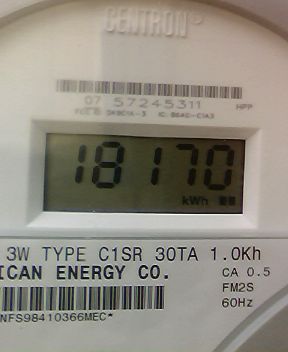 CENTRON
07 57245311 HPP
18170
kWh
3W TYPE C1SR 30TA 1.0Kh
ICAN ENERGY CO. CA 0.5
FM2S
60Hz
NFS98410366MEC*